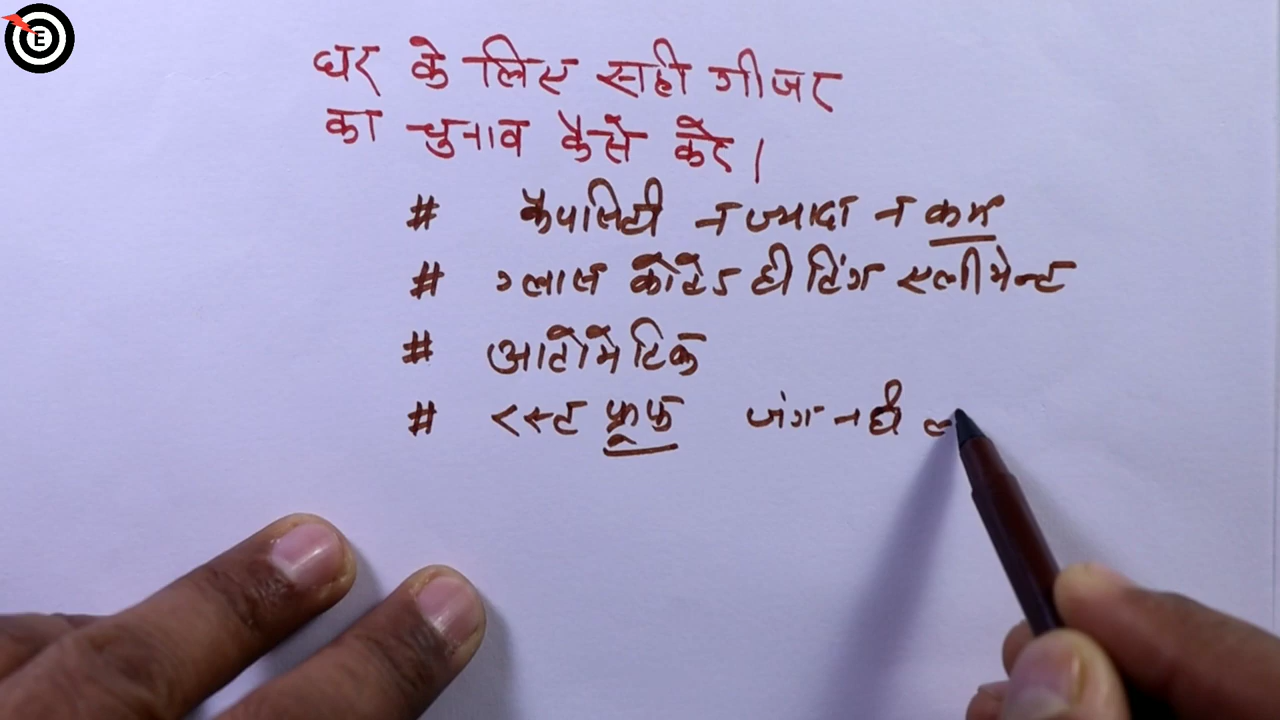 E
घर के लिए सही गीजर
का चुनाव कैसे करे।
# कैपासिटी न ज्यादा न कम
# ग्लास कोटेड हीटिंग एलीमेन्ट
# आटोमेटिक
# रस्ट प्रूफ जंग नही